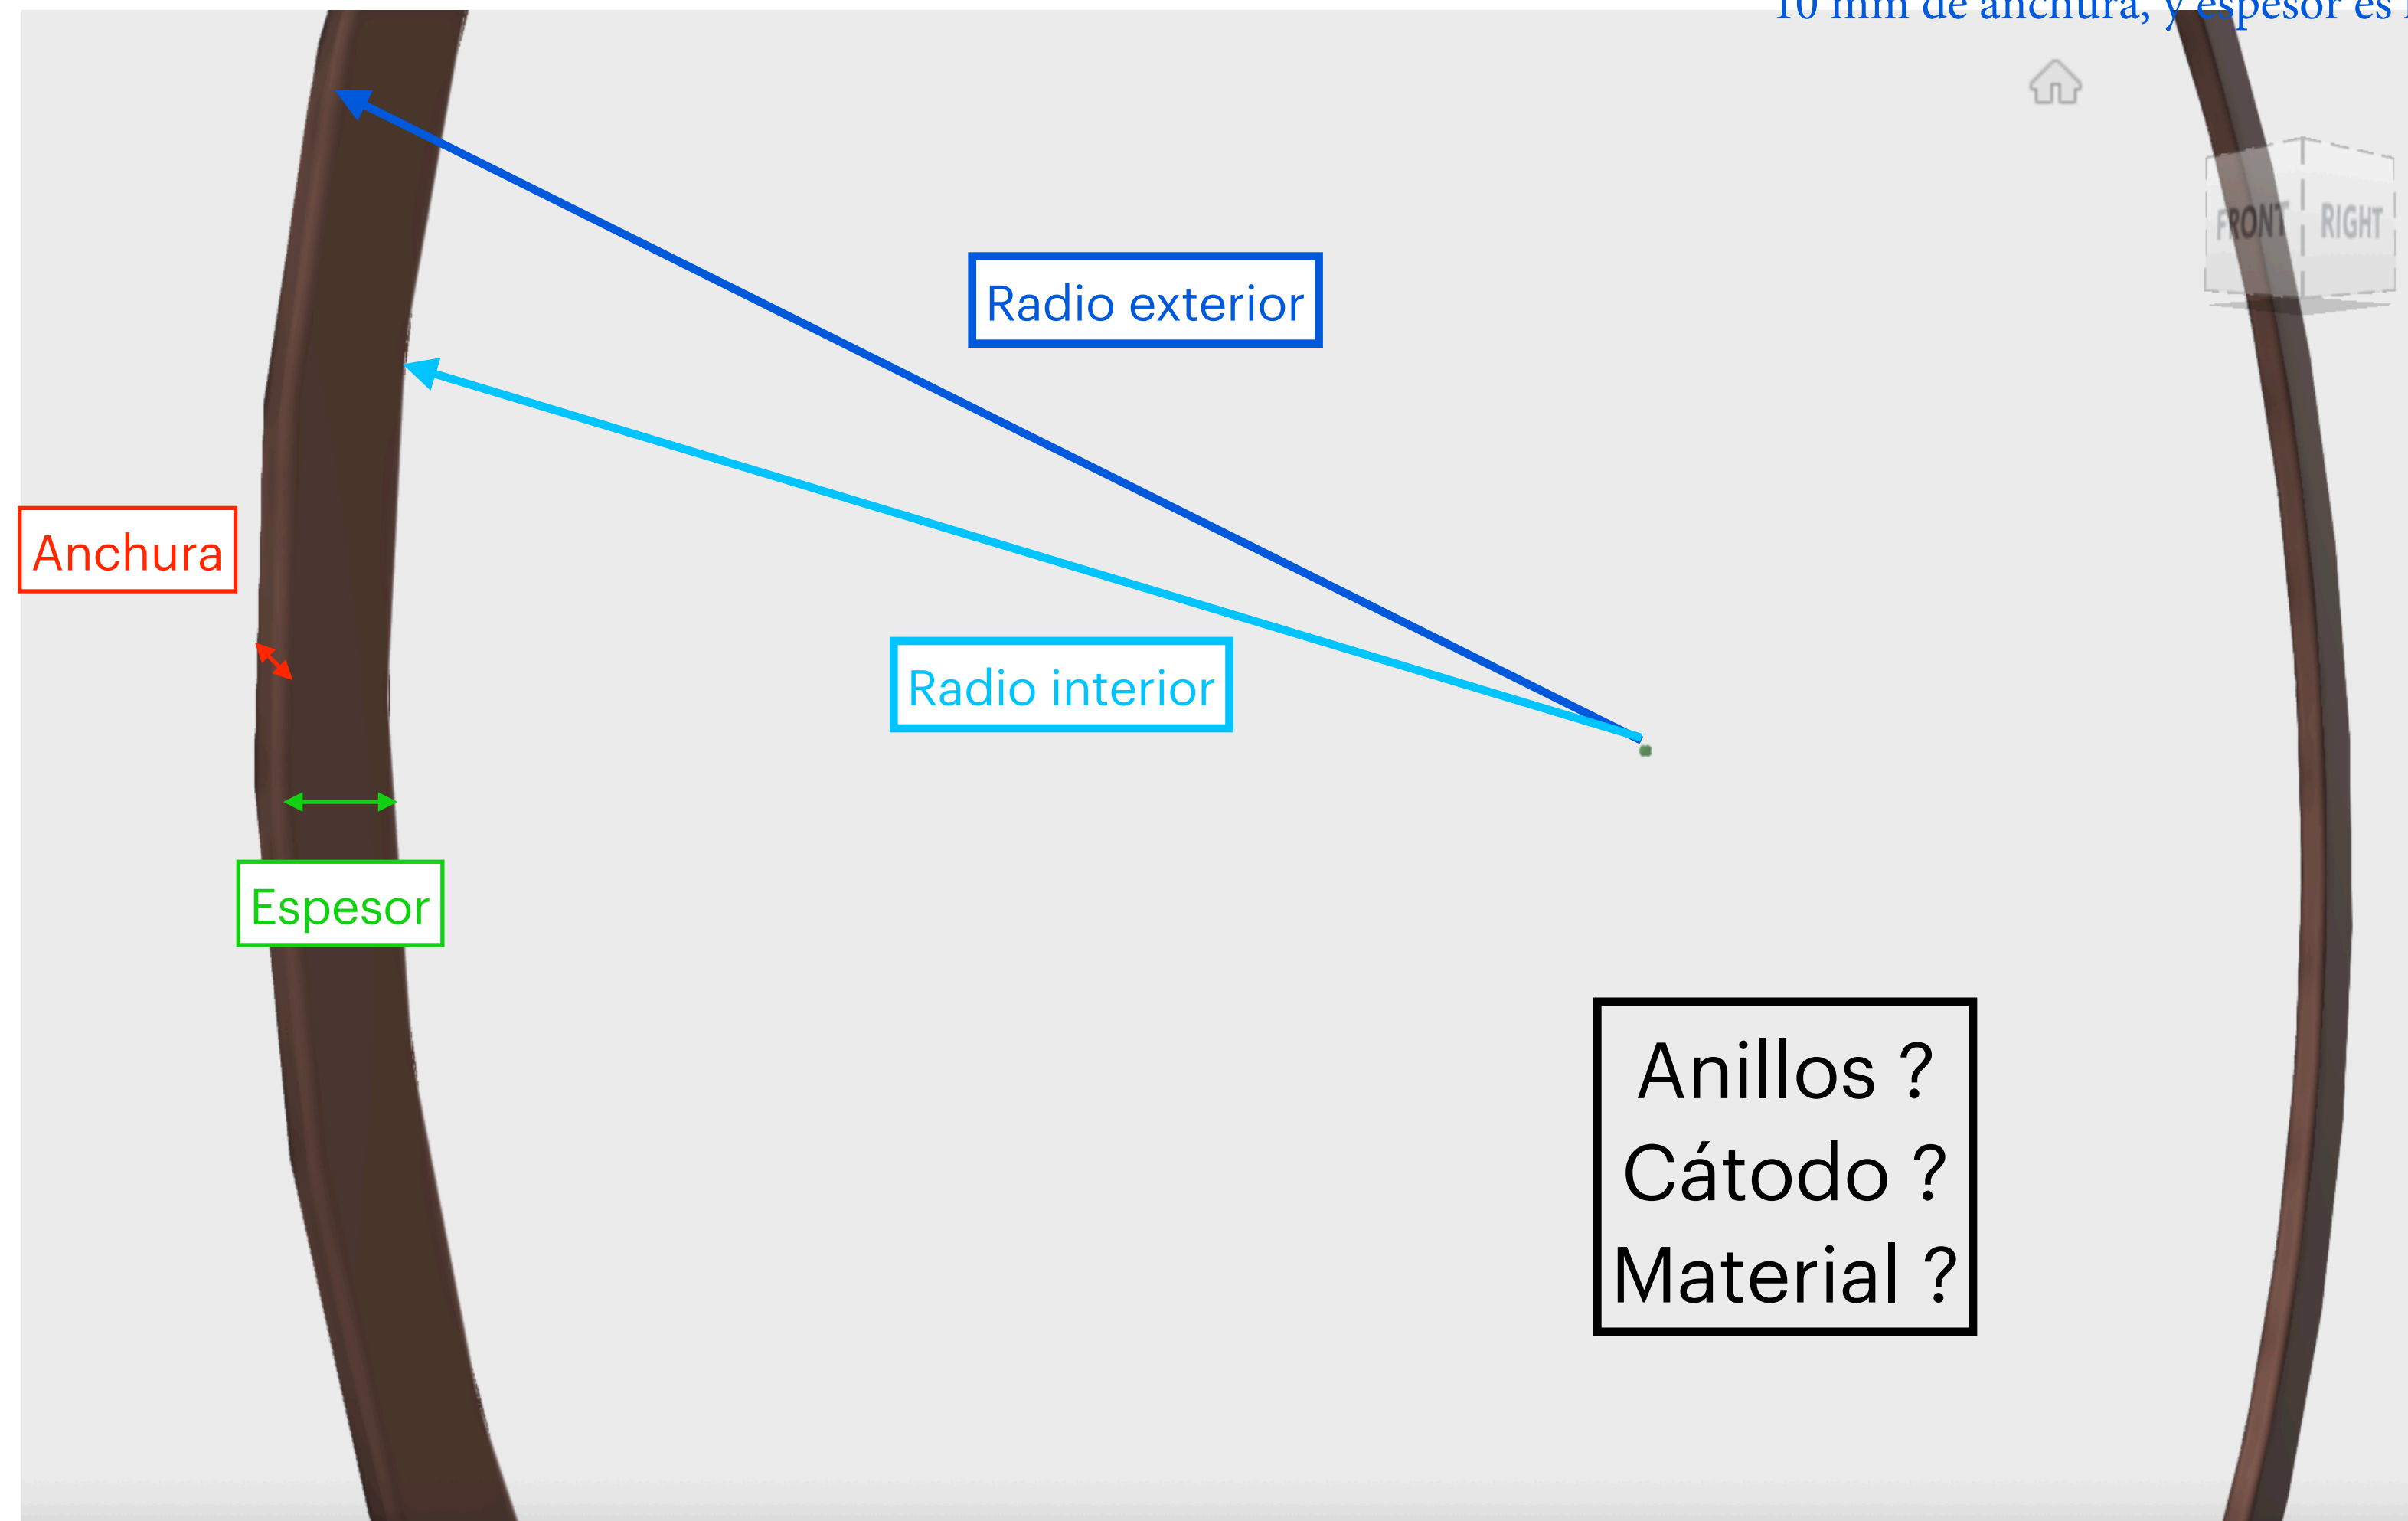 10 mm de anchura, y espesor es
FRONT
RIGHT
Radio exterior
Anchura
Radio interior
Espesor
Anillos ?
Cátodo ?
Material ?